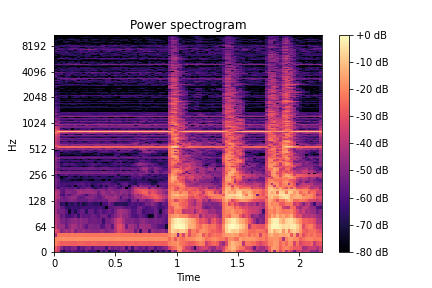 Power spectrogram
8192
4096
2048
1024
512
256
128
64
0
Hz
0
0.5
1
1.5
2
Time
+0 dB
-10 dB
-20 dB
-30 dB
-40 dB
-50 dB
-60 dB
-70 dB
-80 dB